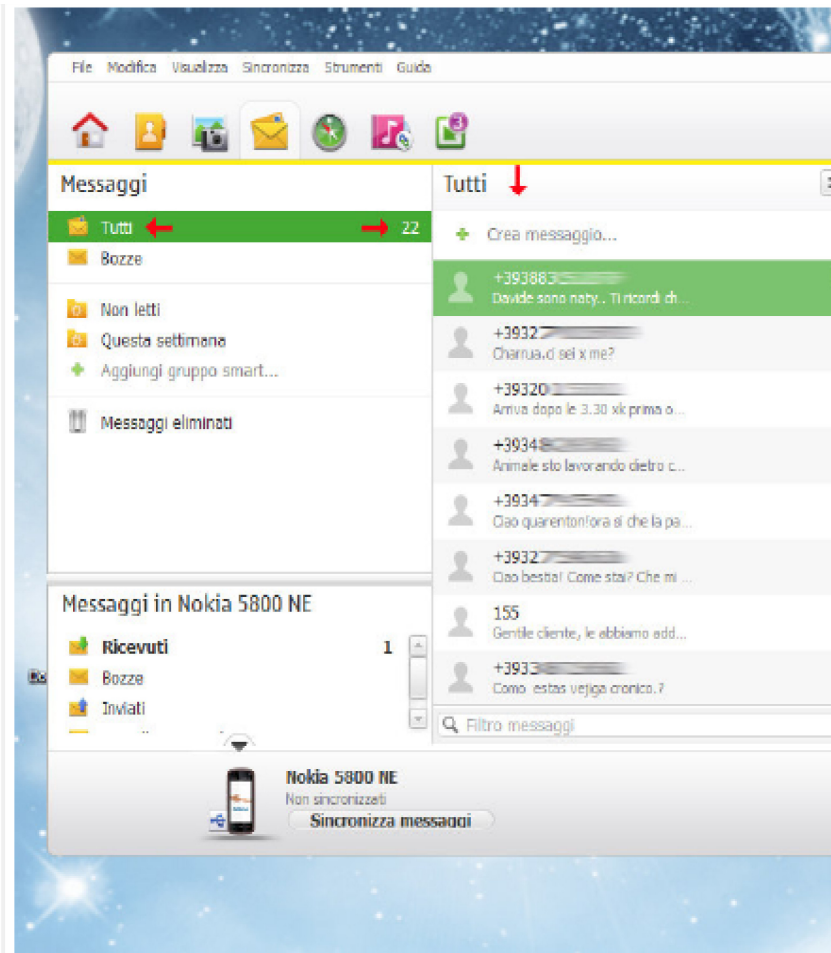 File Modifica Visualizza Sincronizza Strumenti Guida
3
Messaggi
Tutti 22
Bozze
Non letti
Questa settimana
Aggiungi gruppo smart...
Messaggi eliminati
Messaggi in Nokia 5800 NE
Ricevuti 1
Bozze
Inviati
Tutti
Crea messaggio...
+393883
Davide sono naty.. Ti ricordi ch...
+3932
Charrua,ci sei x me?
+39320
Arriva dopo le 3.30 xk prima o...
+3934
Animale sto lavorando dietro c...
+3934
Ciao quarenton!ora si che la pa...
+3932
Ciao bestia! Come stai? Che mi ...
155
Gentile cliente, le abbiamo add...
+3933
Como estas vejiga cronico.?
Filtro messaggi
Nokia 5800 NE
Non sincronizzati
Sincronizza messaggi